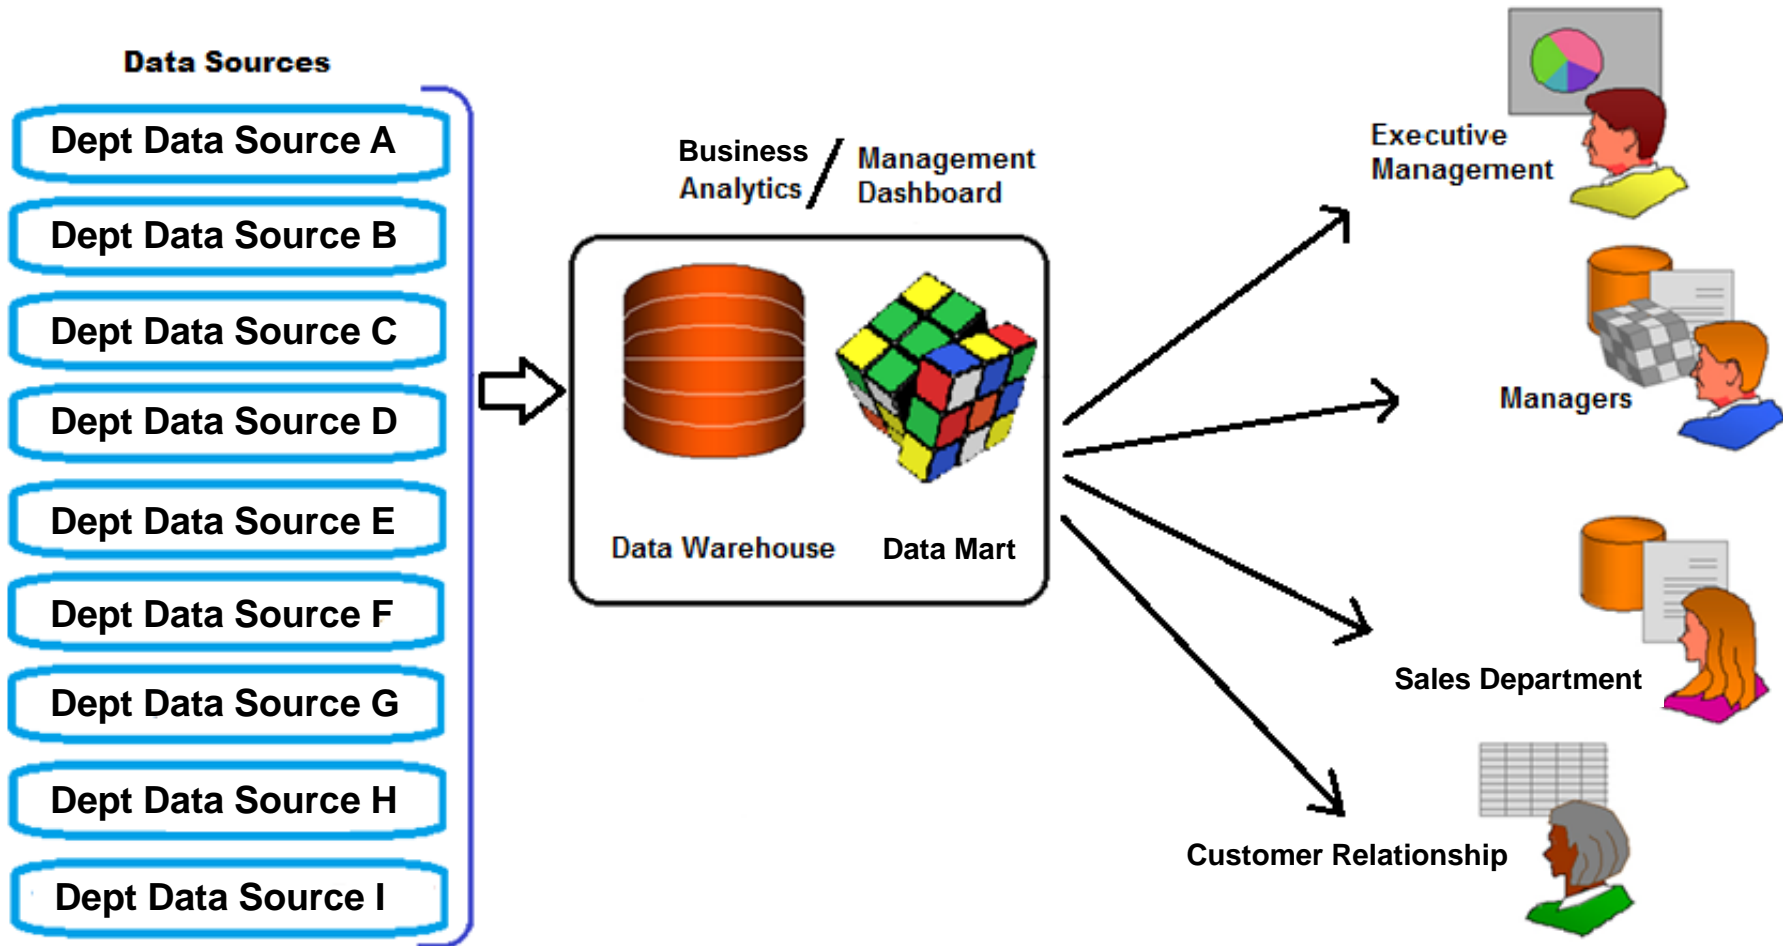 Data Sources
Dept Data Source A
Dept Data Source B
Dept Data Source C
Dept Data Source D
Dept Data Source E
Dept Data Source F
Dept Data Source G
Dept Data Source H
Dept Data Source I
Business
Analytics
/
Management
Dashboard
Data Warehouse
Data Mart
Executive
Management
Managers
Sales Department
Customer Relationship